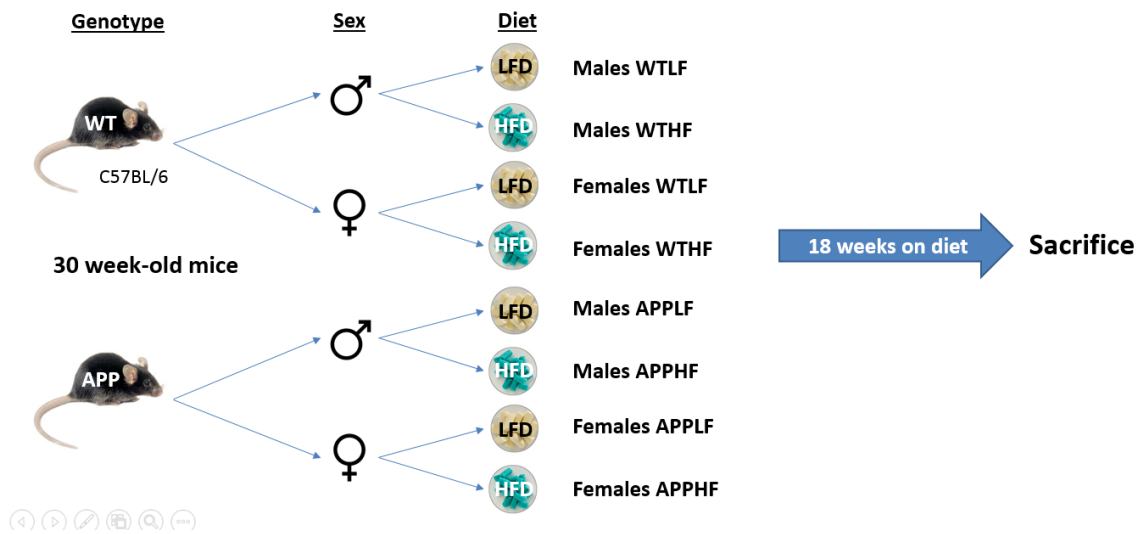 Genotype
Sex
Diet
LFD
Males WTLF
WT
HFD
Males WTHF
C57BL/6
LFD
Females WTLF
HFD
Females WTHF
18 weeks on diet
Sacrifice
30 week-old mice
LFD
Males APPLF
APP
HFD
Males APPHF
LFD
Females APPLF
HFD
Females APPHF